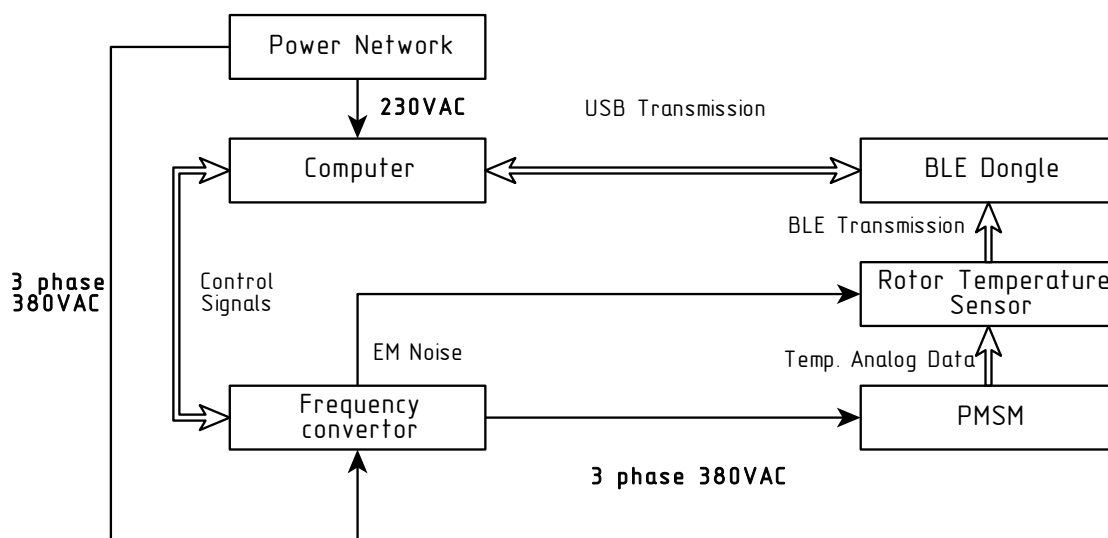 Power Network
230VAC
USB Transmission
Computer
BLE Dongle
BLE Transmission
3 phase
380VAC
Control
Signals
Rotor Temperature
Sensor
EM Noise
Temp. Analog Data
Frequency
convertor
PMSM
3 phase 380VAC